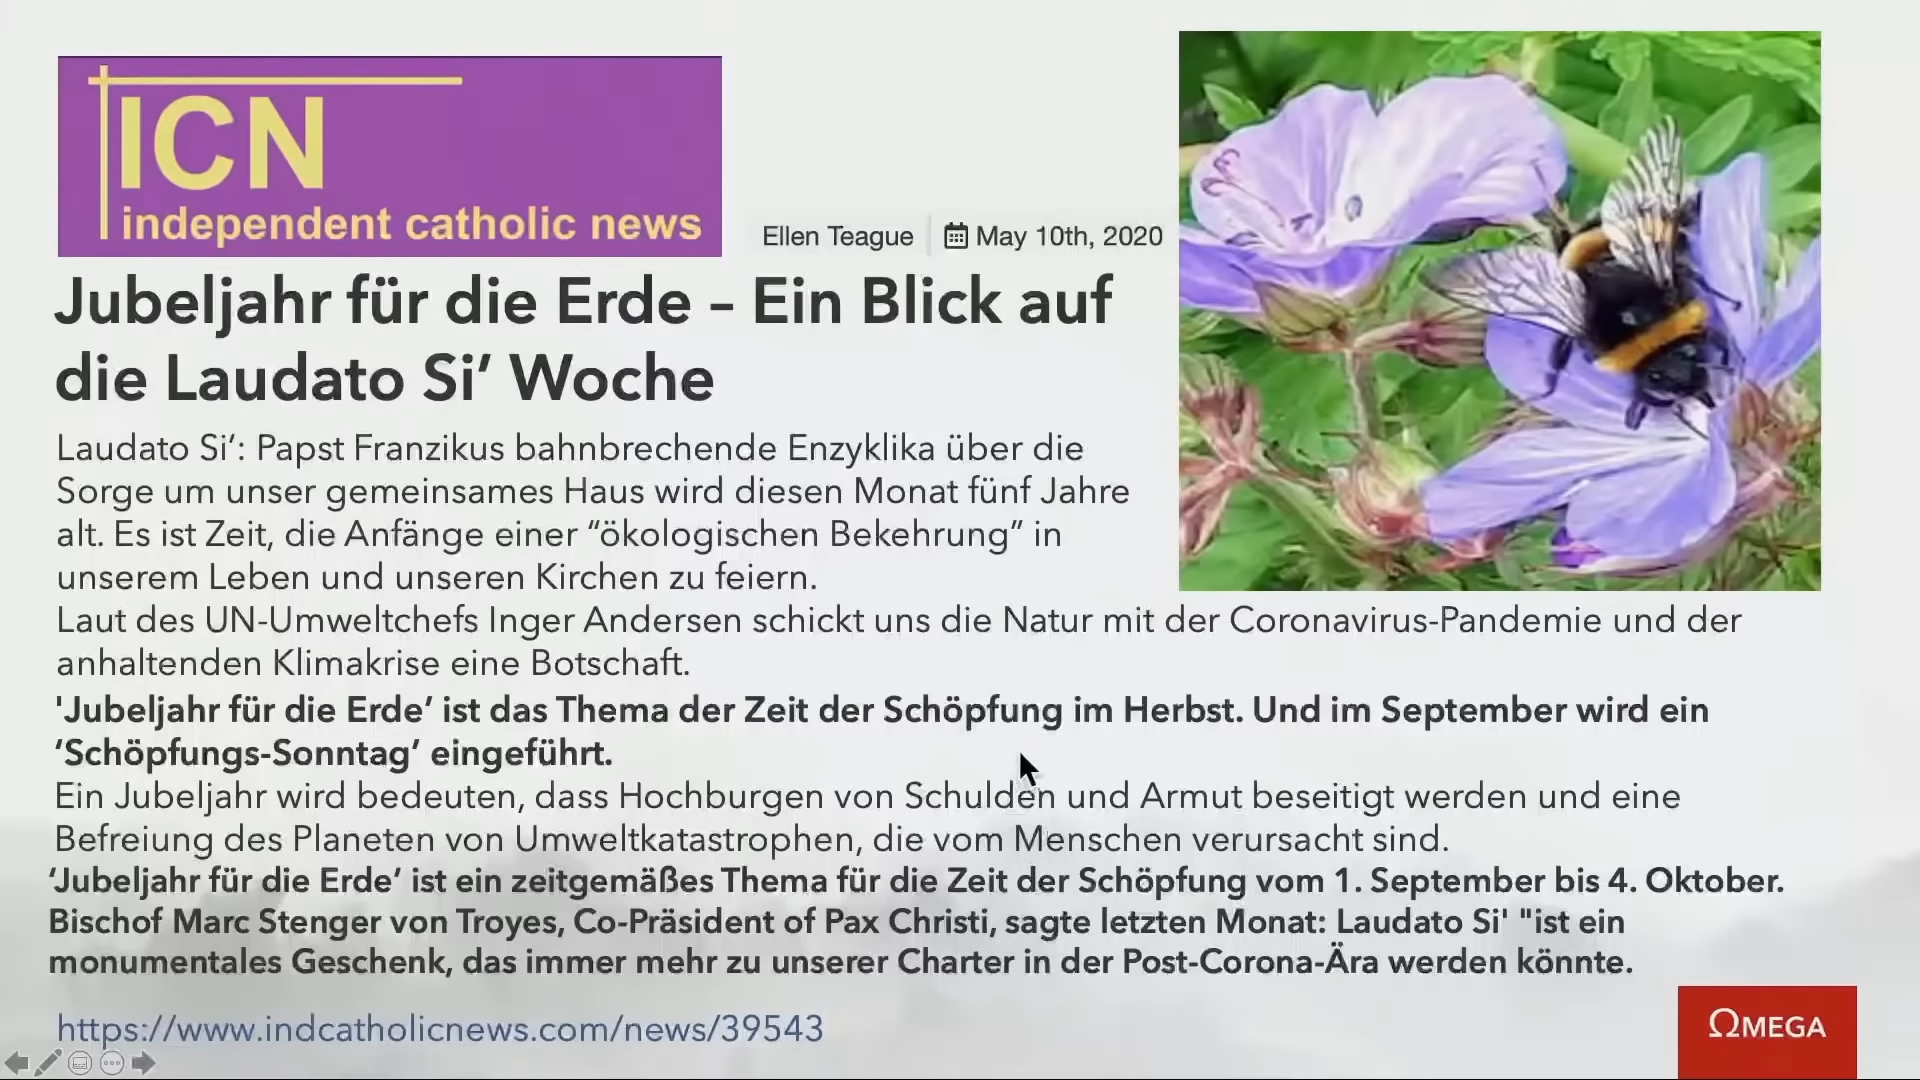 ICN
independent catholic news
Ellen Teague
May 10th, 2020
Jubeljahr für die Erde – Ein Blick auf
die Laudato Si’ Woche
Laudato Si’: Papst Franzikus bahnbrechende Enzyklika über die
Sorge um unser gemeinsames Haus wird diesen Monat fünf Jahre
alt. Es ist Zeit, die Anfänge einer “ökologischen Bekehrung” in
unserem Leben und unseren Kirchen zu feiern.
Laut des UN-Umweltchefs Inger Andersen schickt uns die Natur mit der Coronavirus-Pandemie und der
anhaltenden Klimakrise eine Botschaft.
'Jubeljahr für die Erde’ ist das Thema der Zeit der Schöpfung im Herbst. Und im September wird ein
‘Schöpfungs-Sonntag’ eingeführt.
Ein Jubeljahr wird bedeuten, dass Hochburgen von Schulden und Armut beseitigt werden und eine
Befreiung des Planeten von Umweltkatastrophen, die vom Menschen verursacht sind.
‘Jubeljahr für die Erde’ ist ein zeitgemäßes Thema für die Zeit der Schöpfung vom 1. September bis 4. Oktober.
Bischof Marc Stenger von Troyes, Co-Präsident of Pax Christi, sagte letzten Monat: Laudato Si' "ist ein
monumentales Geschenk, das immer mehr zu unserer Charter in der Post-Corona-Ära werden könnte.
https://www.indcatholicnews.com/news/39543
ΩMEGA